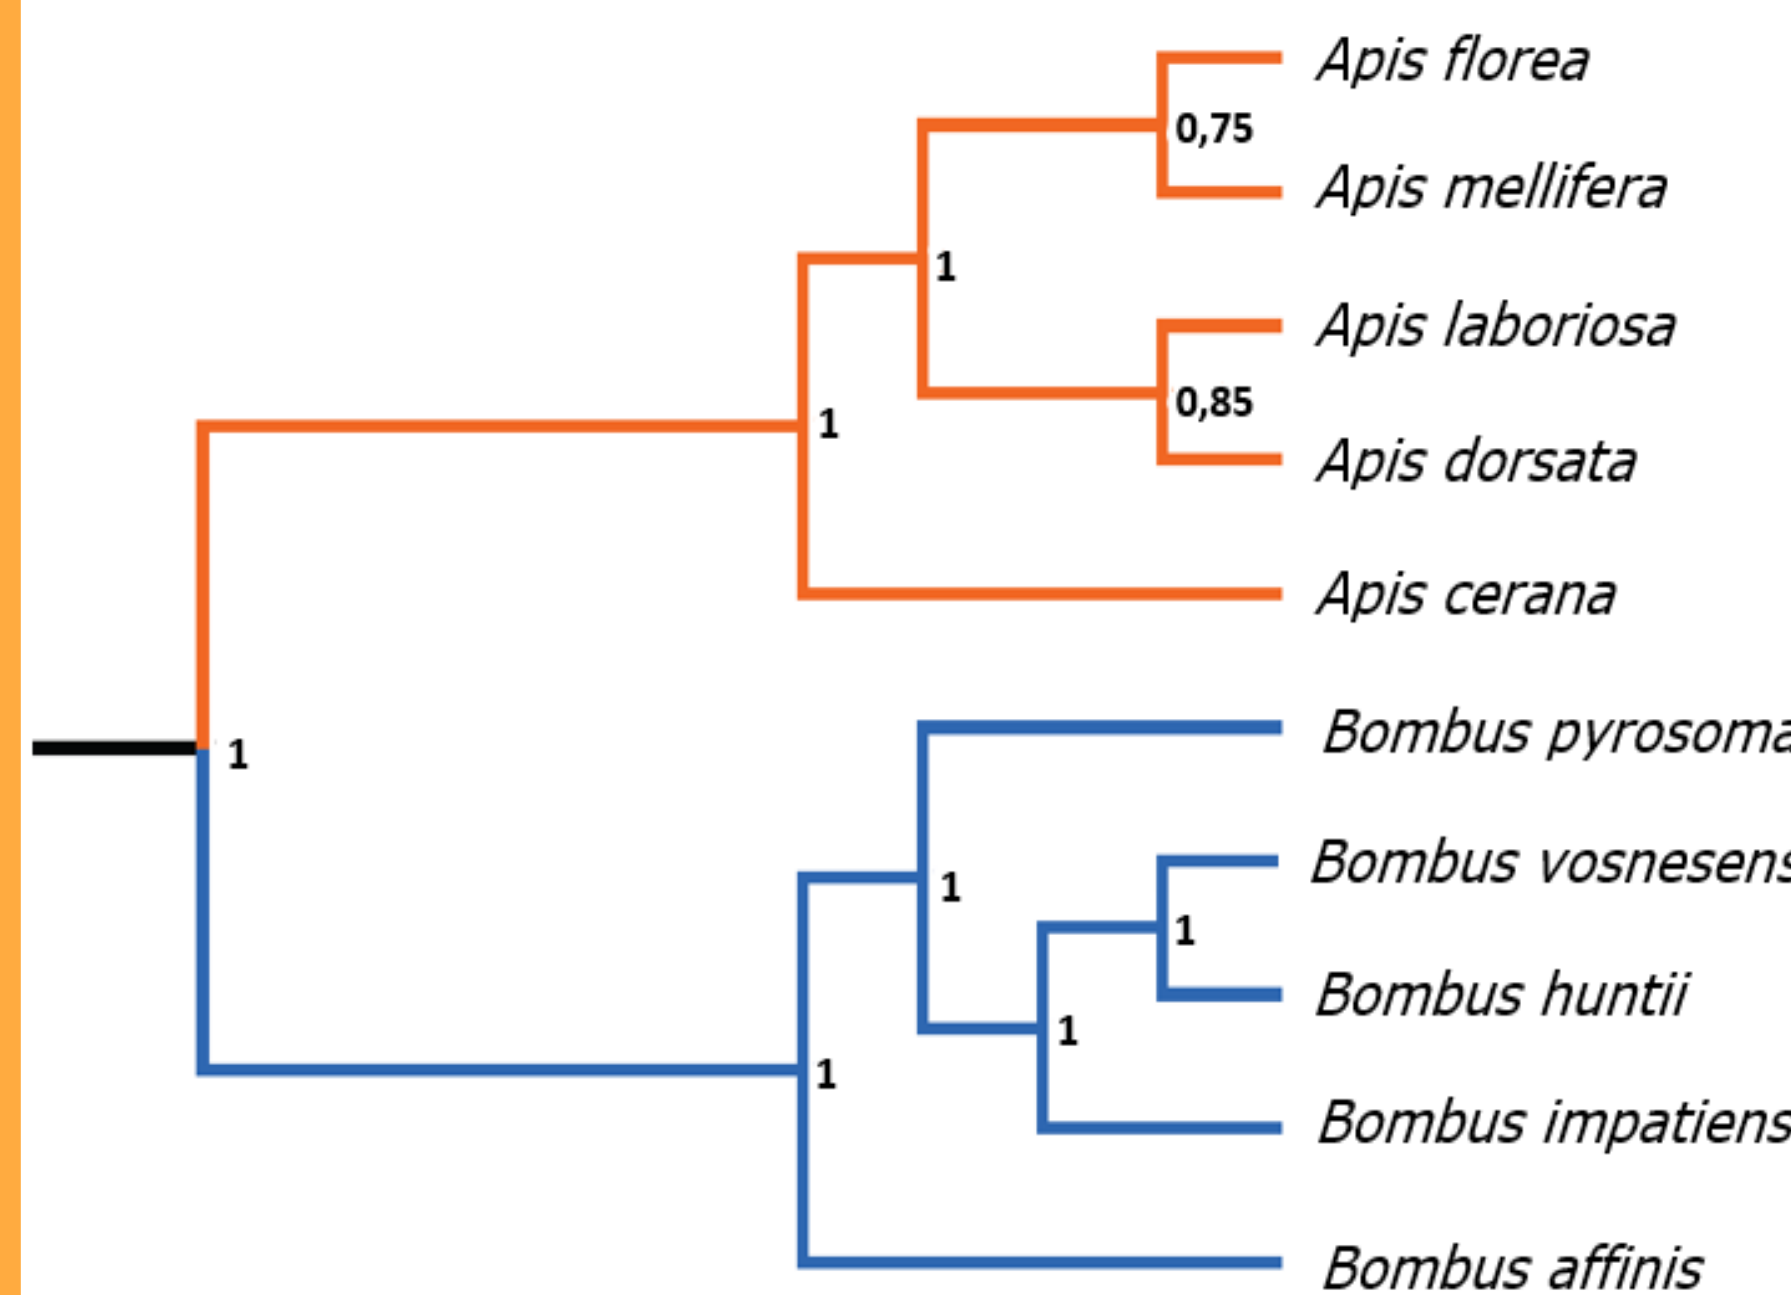 Apis florea
0,75
Apis mellifera
1
Apis laboriosa
1
0,85
Apis dorsata
Apis cerana
Bombus pyrosoma
1
Bombus vosnesens
1
1
Bombus huntii
1
1
Bombus impatiens
Bombus affinis